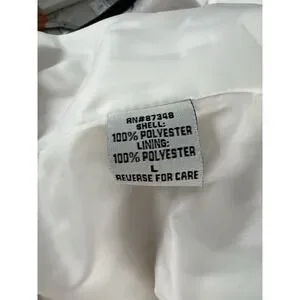 RN#87348
SHELL:
100% POLYESTER
LINING:
100% POLYESTER
L
REVERSE FOR CARE